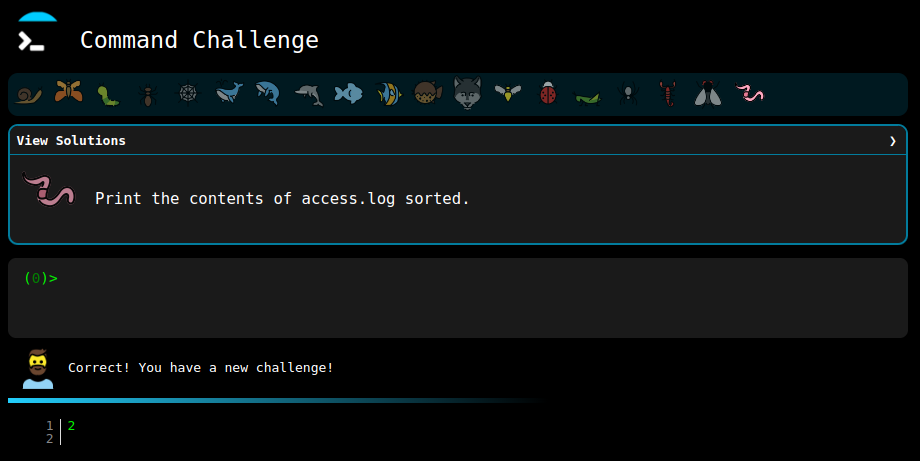 Command Challenge
View Solutions ❯
Print the contents of access.log sorted.
(0)>
Correct! You have a new challenge!
1 2
2